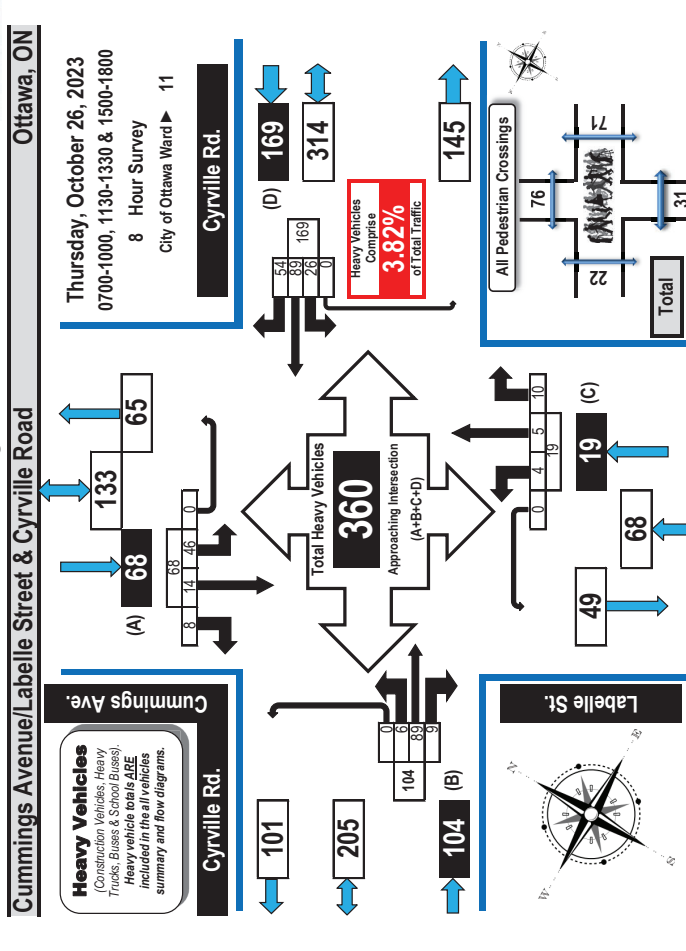 Cummings Avenue/Labelle Street & Cyrville Road
Ottawa, ON
Heavy Vehicles
(Construction Vehicles, Heavy
Trucks, Buses & School Buses).
Heavy vehicle totals ARE
included in the all vehicles
summary and flow diagrams.
Cummings Ave.
Cyrville Rd.
Thursday, October 26, 2023
0700-1000, 1130-1330 & 1500-1800
8 Hour Survey
City of Ottawa Ward ► 11
Cyrville Rd.
(A)
68
133
65
68
8
14
46
0
101
205
104
(B)
104
0
6
89
9
Total Heavy Vehicles
360
Approaching Intersection
(A+B+C+D)
(D)
169
314
145
54
89
26
0
169
Heavy Vehicles
Comprise
3.82%
of Total Traffic
0
4
5
10
19
19
(C)
49
68
Labelle St.
N
E
S
W
All Pedestrian Crossings
76
22
71
31
Total